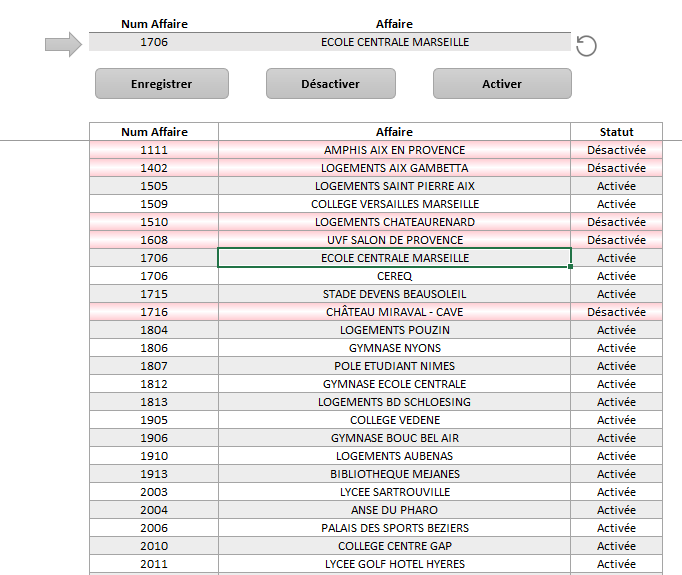 Num Affaire Affaire
1706 ECOLE CENTRALE MARSEILLE
Enregistrer Désactiver Activer
Num Affaire Affaire Statut
1111 AMPHIS AIX EN PROVENCE Désactivée
1402 LOGEMENTS AIX GAMBETTA Désactivée
1505 LOGEMENTS SAINT PIERRE AIX Activée
1509 COLLEGE VERSAILLES MARSEILLE Activée
1510 LOGEMENTS CHATEAURENARD Désactivée
1608 UVF SALON DE PROVENCE Désactivée
1706 ECOLE CENTRALE MARSEILLE Activée
1706 CEREQ Activée
1715 STADE DEVENS BEAUSOLEIL Activée
1716 CHÂTEAU MIRAVAL - CAVE Désactivée
1804 LOGEMENTS POUZIN Activée
1806 GYMNASE NYONS Activée
1807 POLE ETUDIANT NIMES Activée
1812 GYMNASE ECOLE CENTRALE Activée
1813 LOGEMENTS BD SCHLOESING Activée
1905 COLLEGE VEDENE Activée
1906 GYMNASE BOUC BEL AIR Activée
1910 LOGEMENTS AUBENAS Activée
1913 BIBLIOTHEQUE MEJANES Activée
2003 LYCEE SARTROUVILLE Activée
2004 ANSE DU PHARO Activée
2006 PALAIS DES SPORTS BEZIERS Activée
2010 COLLEGE CENTRE GAP Activée
2011 LYCEE GOLF HOTEL HYERES Activée